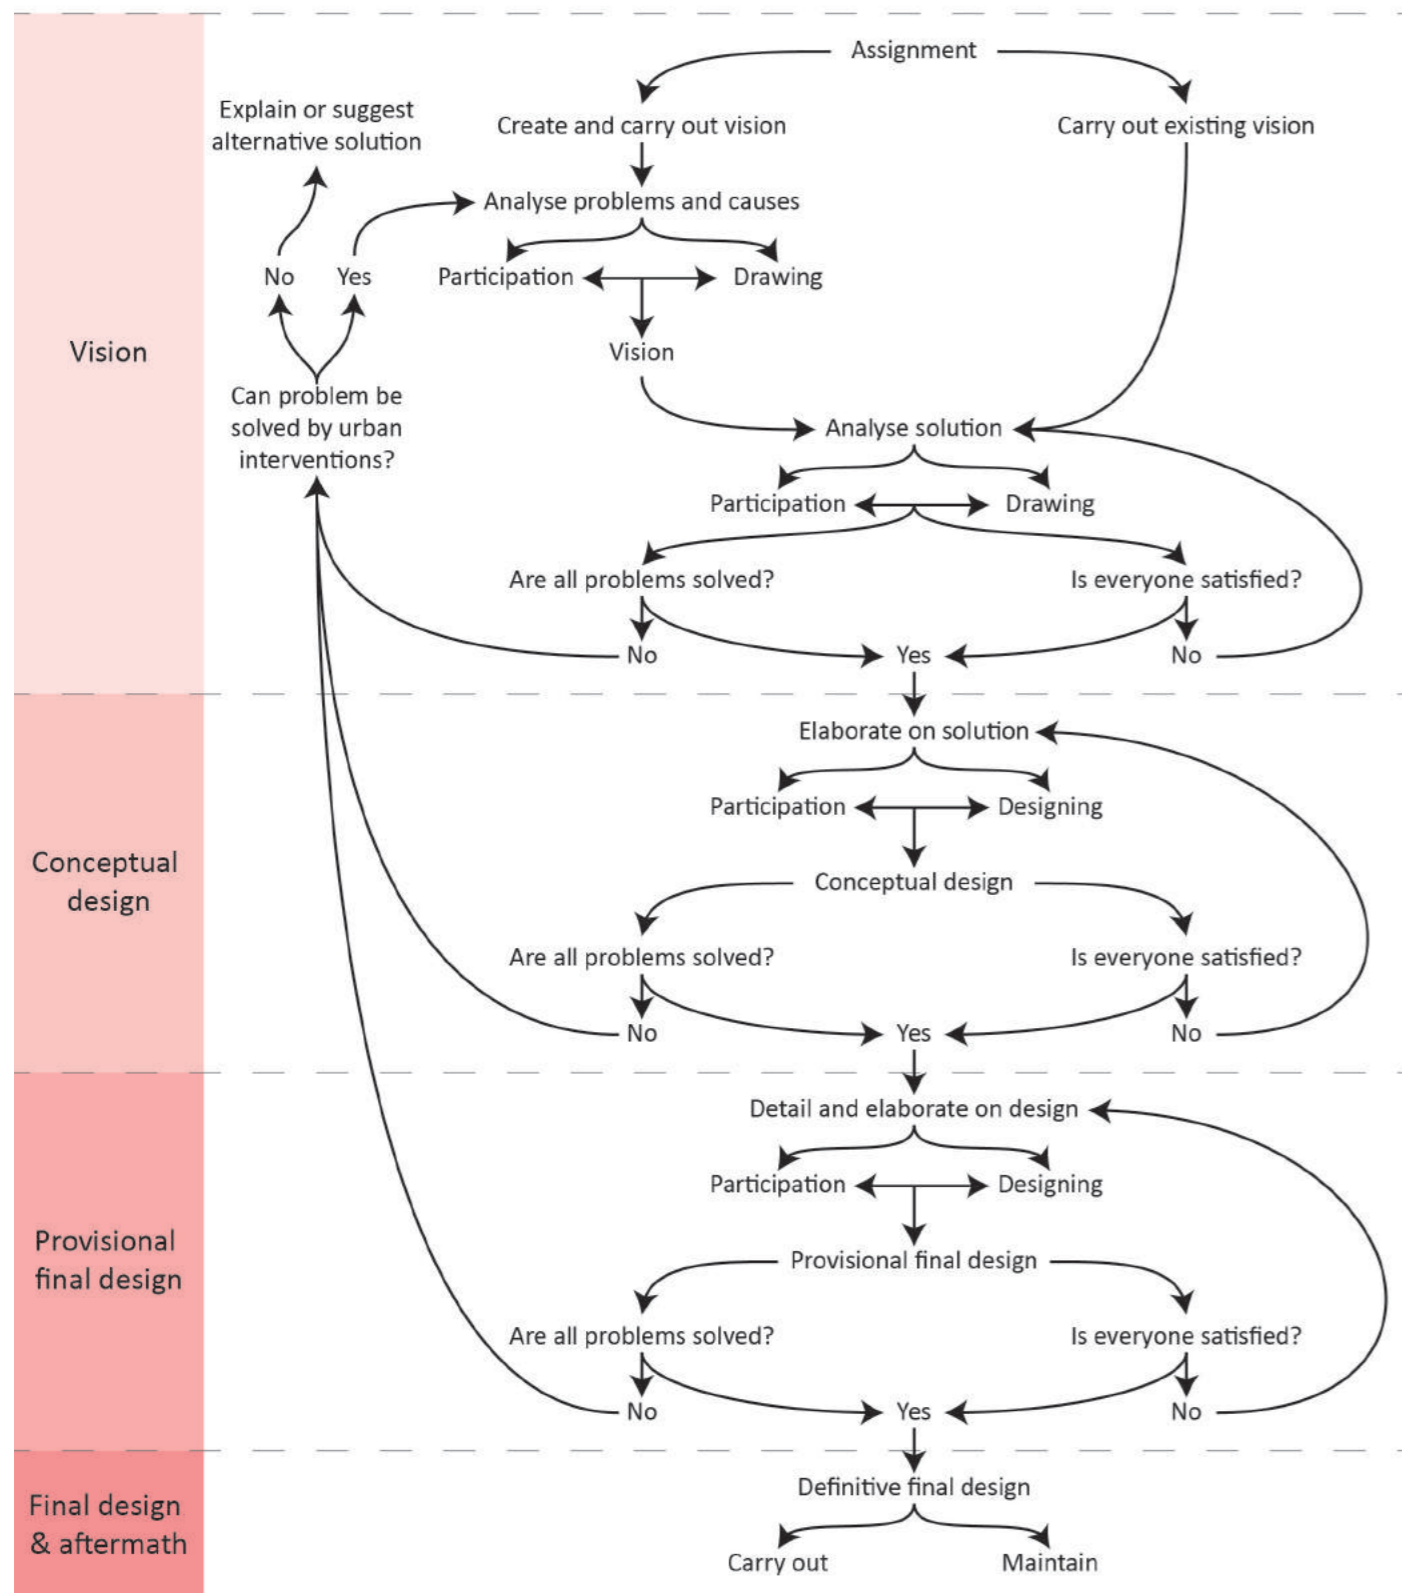 Assignment
Explain or suggest
alternative solution
Create and carry out vision
Carry out existing vision
Analyse problems and causes
No
Yes
Participation
Drawing
Vision
Vision
Can problem be
solved by urban
interventions?
Analyse solution
Participation
Drawing
Are all problems solved?
Is everyone satisfied?
No
Yes
No
Elaborate on solution
Participation
Designing
Conceptual
design
Conceptual design
Are all problems solved?
Is everyone satisfied?
No
Yes
No
Detail and elaborate on design
Participation
Designing
Provisional
final design
Provisional final design
Are all problems solved?
Is everyone satisfied?
No
Yes
No
Final design
& aftermath
Definitive final design
Carry out
Maintain